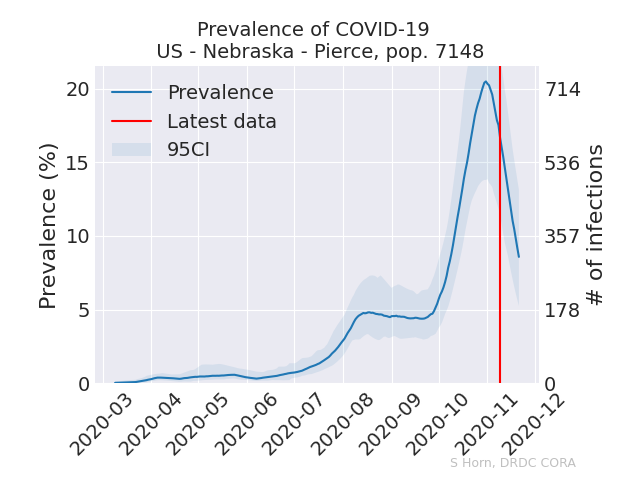 Prevalence of COVID-19
US - Nebraska - Pierce, pop. 7148
Prevalence
Latest data
95CI
Prevalence (%)
20
15
10
5
0
714
536
357
178
0
# of infections
2020-03
2020-04
2020-05
2020-06
2020-07
2020-08
2020-09
2020-10
2020-11
2020-12
S Horn, DRDC CORA